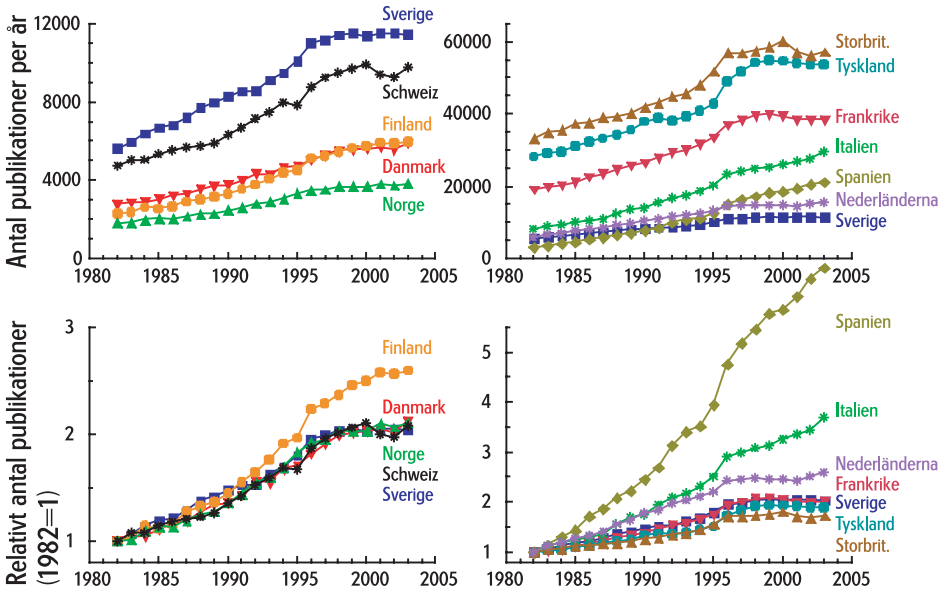 Antal publikationer per år
12000
8000
4000
0
1980
1985
1990
1995
2000
2005
Sverige
Schweiz
Finland
Danmark
Norge
60000
40000
20000
0
1980
1985
1990
1995
2000
2005
Storbrit.
Tyskland
Frankrike
Italien
Spanien
Nederländerna
Sverige
Relativt antal publikationer
(1982=1)
3
2
1
1980
1985
1990
1995
2000
2005
Finland
Danmark
Norge
Schweiz
Sverige
5
4
3
2
1
1980
1985
1990
1995
2000
2005
Spanien
Italien
Nederländerna
Frankrike
Sverige
Tyskland
Storbrit.